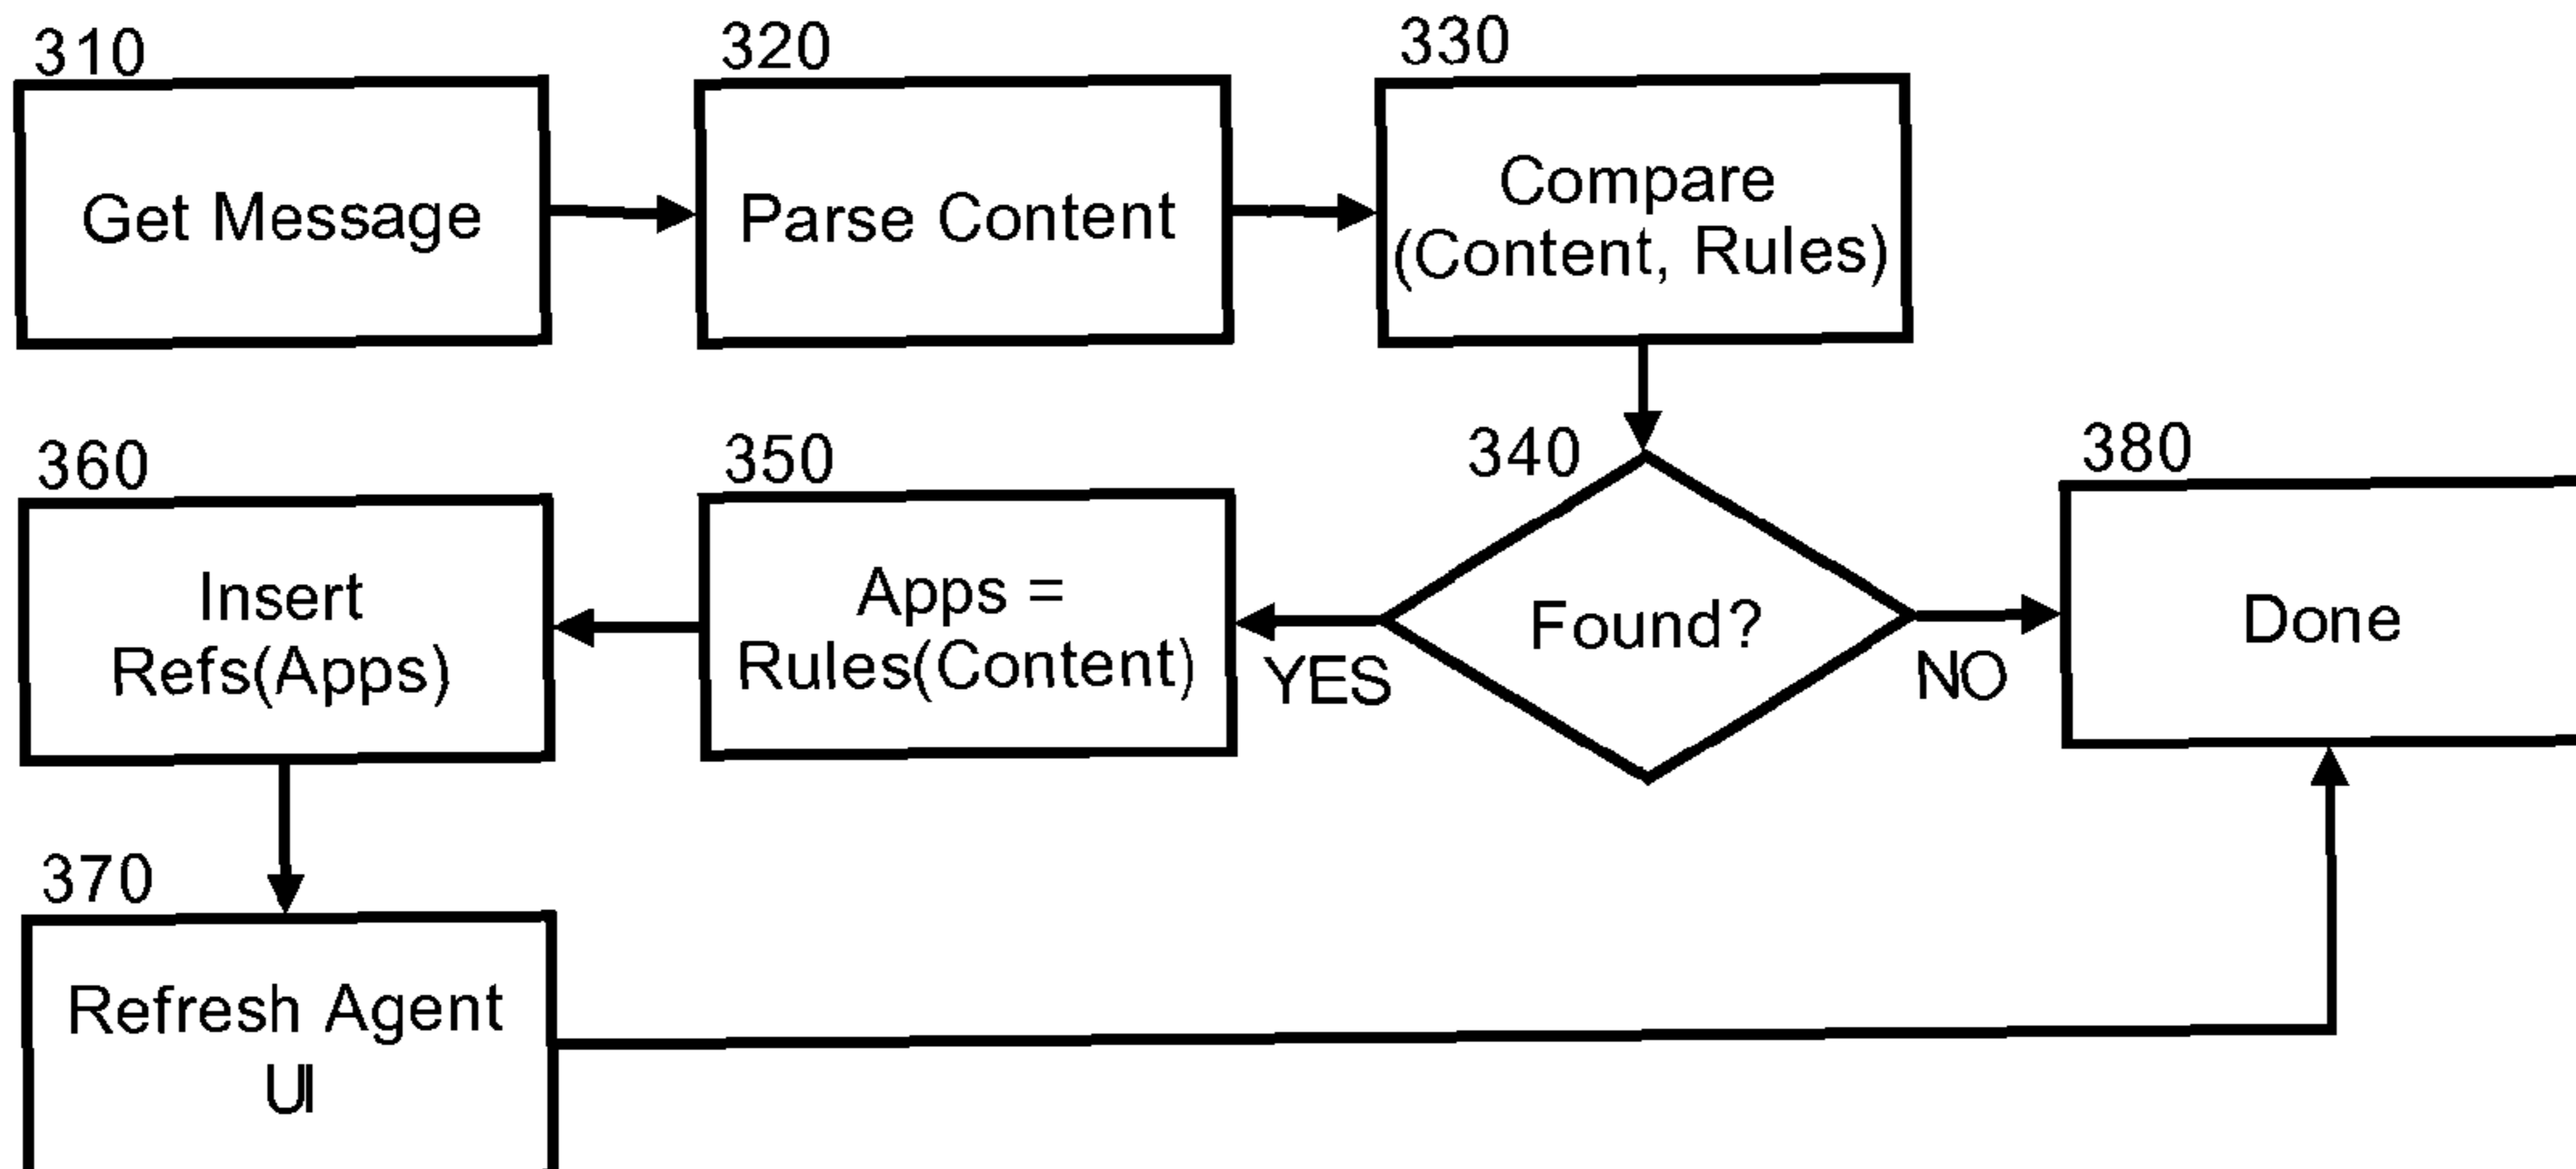 310
Get Message
320
Parse Content
330
Compare
(Content, Rules)
340
Found?
YES
NO
350
Apps =
Rules(Content)
360
Insert
Refs(Apps)
370
Refresh Agent
UI
380
Done